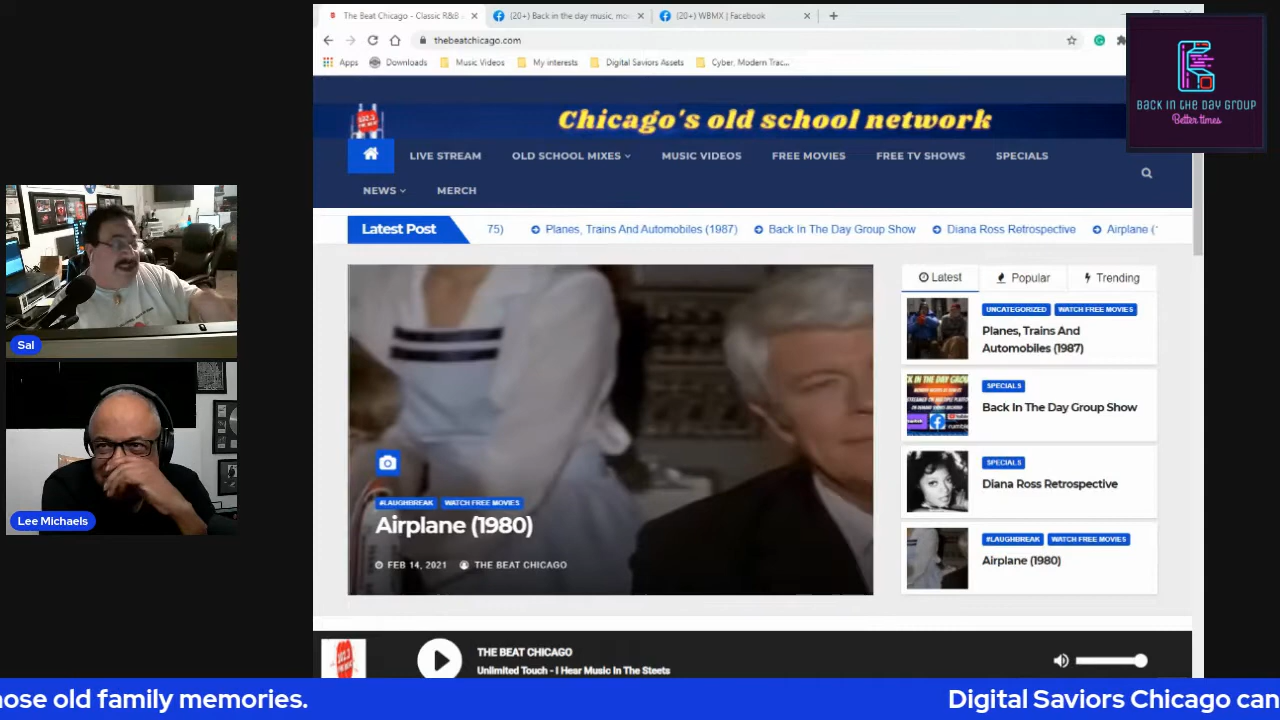 The Beat Chicago - Classic R&B
(20+) Back in the day music, mo
(20+) WBMX | Facebook
thebeatchicago.com
Apps
Downloads
Music Videos
My interests
Digital Saviors Assets
Cyber, Modern Trac...
BACK IN THE DAY GROUP
Better times
Chicago's old school network
LIVE STREAM
OLD SCHOOL MIXES
MUSIC VIDEOS
FREE MOVIES
FREE TV SHOWS
SPECIALS
NEWS
MERCH
Latest Post
75)
Planes, Trains And Automobiles (1987)
Back In The Day Group Show
Diana Ross Retrospective
Airplane (
Latest
Popular
Trending
UNCATEGORIZED
WATCH FREE MOVIES
Planes, Trains And
Automobiles (1987)
SPECIALS
Back In The Day Group Show
SPECIALS
Diana Ross Retrospective
#LAUGHBREAK
WATCH FREE MOVIES
Airplane (1980)
#LAUGHBREAK
WATCH FREE MOVIES
Airplane (1980)
FEB 14, 2021
THE BEAT CHICAGO
Sal
Lee Michaels
THE BEAT CHICAGO
Unlimited Touch - I Hear Music In The Steets
nose old family memories.
Digital Saviors Chicago can